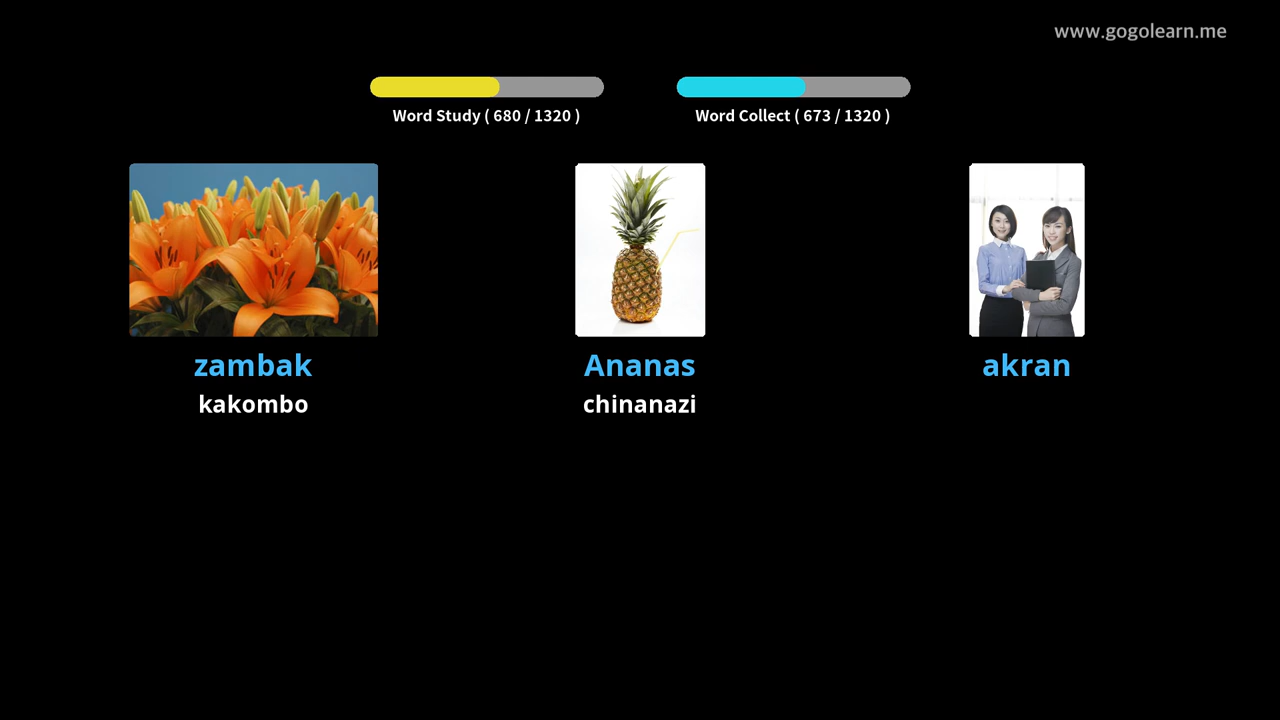 www.gogolearn.me
Word Study ( 680 / 1320 )
Word Collect ( 673 / 1320 )
zambak
Ananas
akran
kakombo
chinanazi